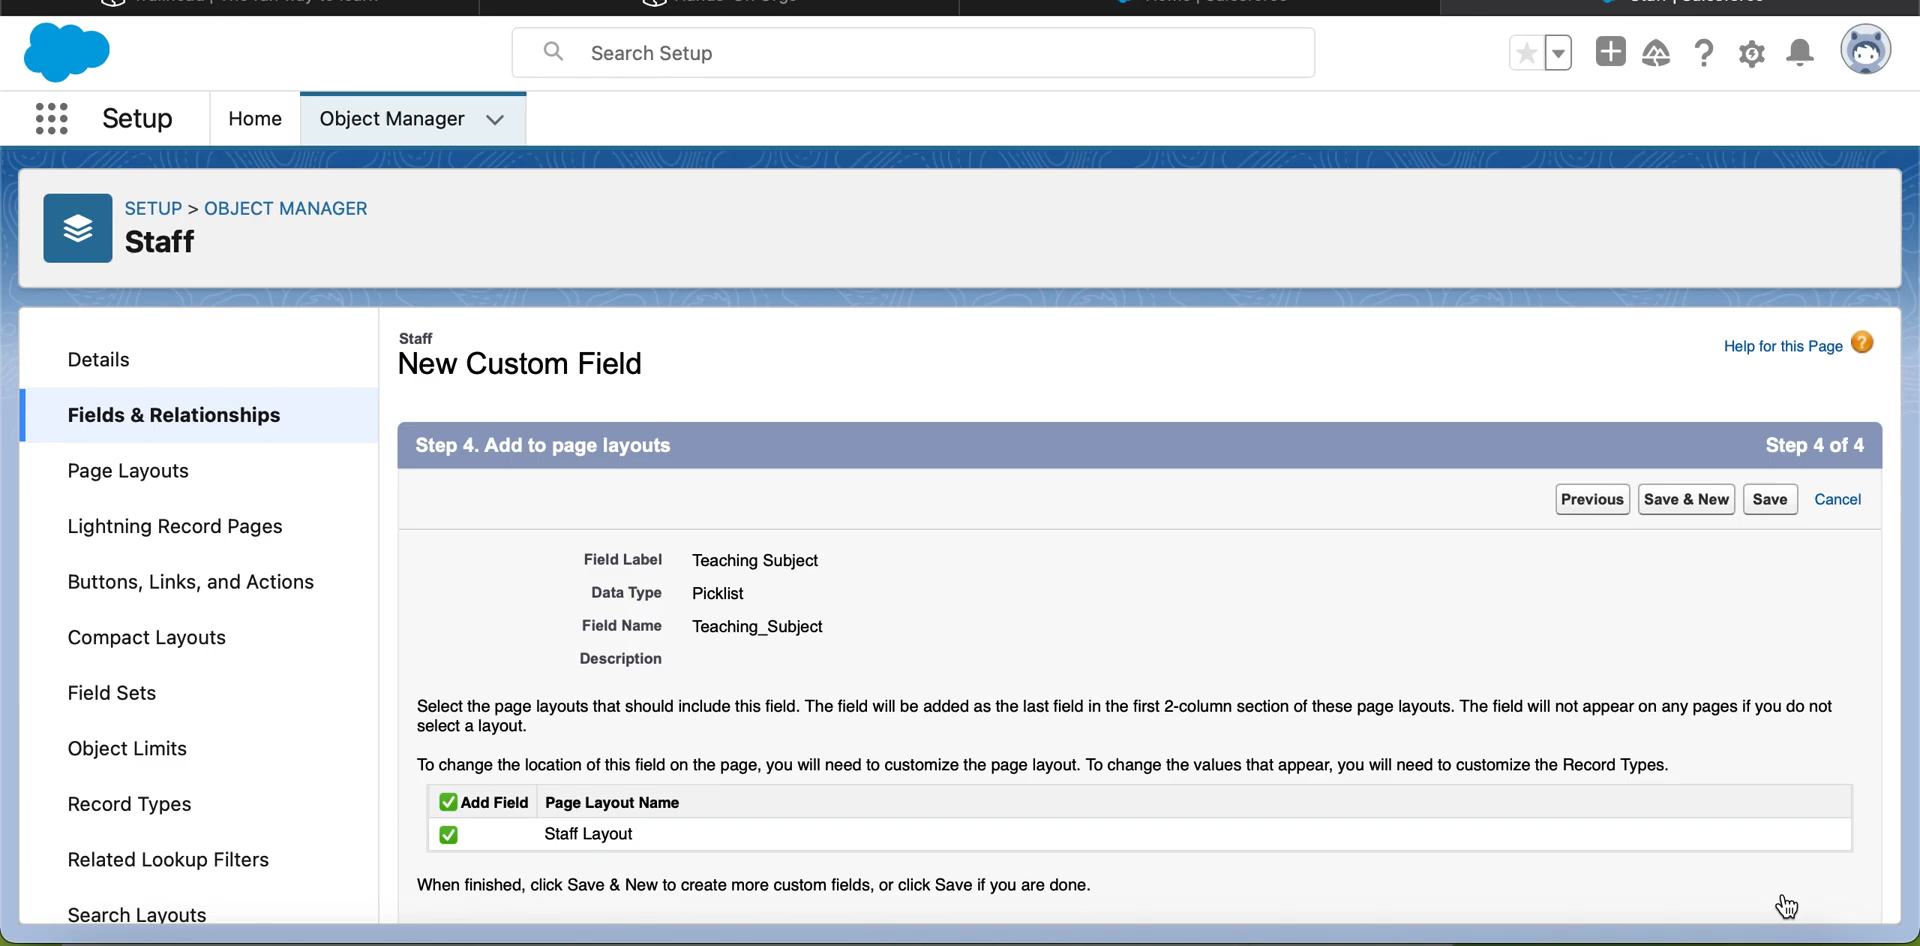 Search Setup
Setup
Home
Object Manager
SETUP > OBJECT MANAGER
Staff
Details
Fields & Relationships
Page Layouts
Lightning Record Pages
Buttons, Links, and Actions
Compact Layouts
Field Sets
Object Limits
Record Types
Related Lookup Filters
Search Layouts
Staff
New Custom Field
Help for this Page
Step 4. Add to page layouts
Step 4 of 4
Previous
Save & New
Save
Cancel
Field Label Teaching Subject
Data Type Picklist
Field Name Teaching_Subject
Description
Select the page layouts that should include this field. The field will be added as the last field in the first 2-column section of these page layouts. The field will not appear on any pages if you do not
select a layout.
To change the location of this field on the page, you will need to customize the page layout. To change the values that appear, you will need to customize the Record Types.
Add Field Page Layout Name
Staff Layout
When finished, click Save & New to create more custom fields, or click Save if you are done.